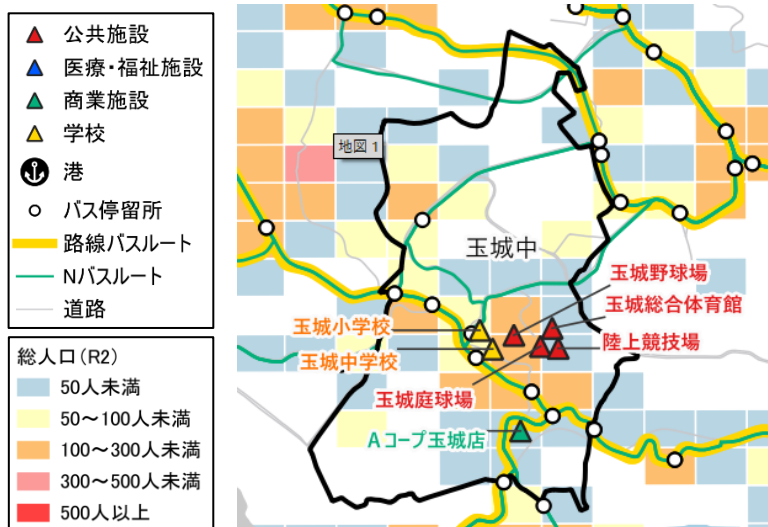 公共施設
医療・福祉施設
商業施設
学校
港
バス停留所
路線バスルート
Nバスルート
道路
総人口(R2)
50人未満
50～100人未満
100～300人未満
300～500人未満
500人以上
地図 1
玉城中
玉城野球場
玉城総合体育館
玉城小学校
陸上競技場
玉城中学校
玉城庭球場
Aコープ玉城店